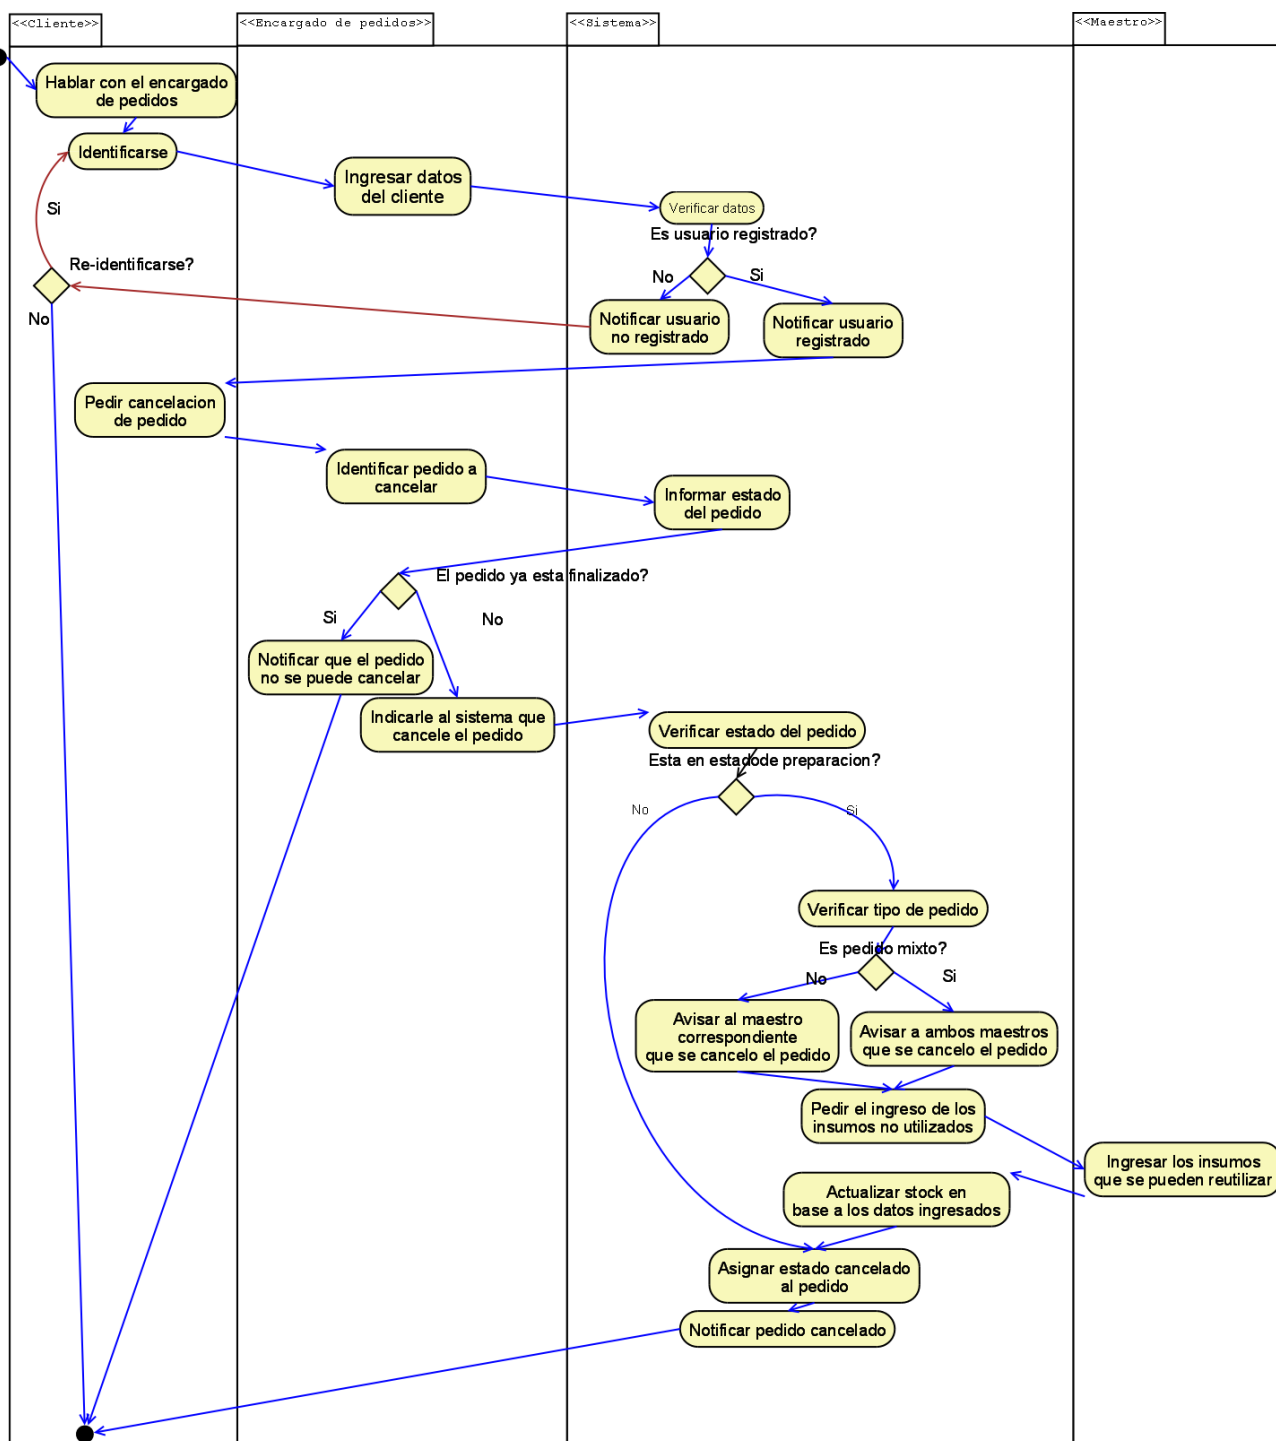 <<Cliente>>
<<Encargado de pedidos>>
<<Sistema>>
<<Maestro>>
Hablar con el encargado
de pedidos
Identificarse
Ingresar datos
del cliente
Verificar datos
Es usuario registrado?
Si
Re-identificarse?
No
Si
No
Notificar usuario
no registrado
Notificar usuario
registrado
Pedir cancelacion
de pedido
Identificar pedido a
cancelar
Informar estado
del pedido
El pedido ya esta finalizado?
Si
No
Notificar que el pedido
no se puede cancelar
Indicarle al sistema que
cancele el pedido
Verificar estado del pedido
Esta en estadode preparacion?
No
Si
Verificar tipo de pedido
Es pedido mixto?
No
Si
Avisar al maestro
correspondiente
que se cancelo el pedido
Avisar a ambos maestros
que se cancelo el pedido
Pedir el ingreso de los
insumos no utilizados
Ingresar los insumos
que se pueden reutilizar
Actualizar stock en
base a los datos ingresados
Asignar estado cancelado
al pedido
Notificar pedido cancelado